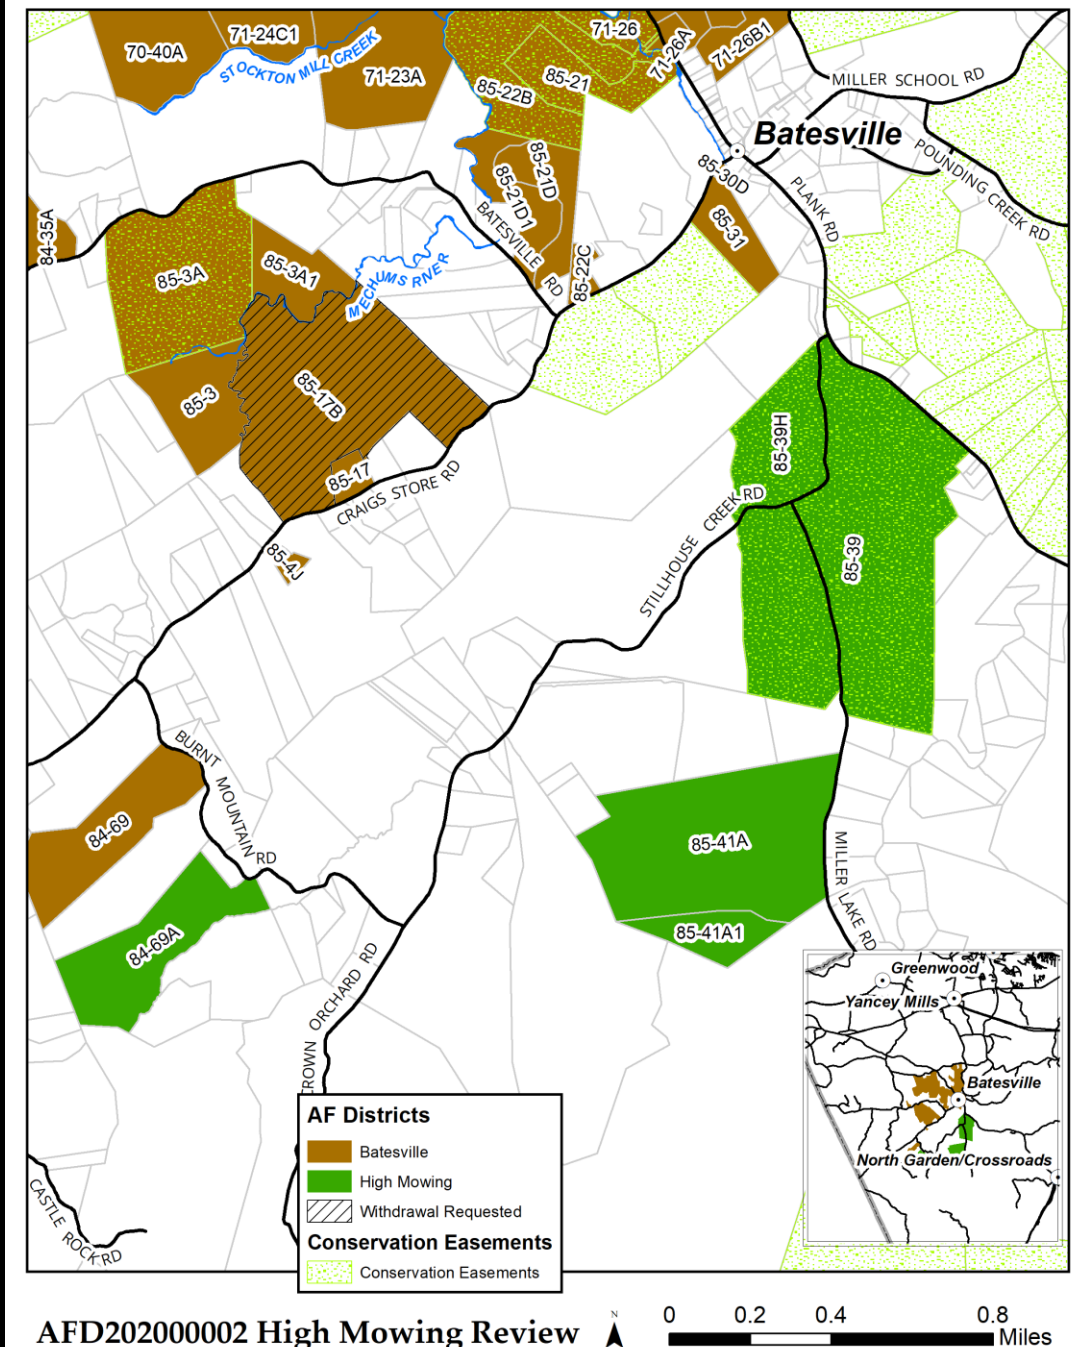 70-40A
71-24C1
STOCKTON MILL CREEK
71-23A
71-26
71-26A
71-26B1
85-22B
85-21
MILLER SCHOOL RD
Batesville
POUNDING CREEK RD
85-30D
PLANK RD
85-31
85-21D
85-21D1
BATESVILLE RD
85-22C
84-35A
85-3A
85-3A1
MECHUMS RIVER
85-3
85-17B
85-17
CRAIGS STORE RD
85-4J
85-39H
STILLHOUSE CREEK RD
85-39
BURNT MOUNTAIN RD
84-69
84-69A
85-41A
85-41A1
MILLER LAKE RD
CROWN ORCHARD RD
CASTLE ROCK RD
Greenwood
Yancey Mills
Batesville
North Garden/Crossroads
AF Districts
Batesville
High Mowing
Withdrawal Requested
Conservation Easements
Conservation Easements
AFD202000002 High Mowing Review
N
0 0.2 0.4 0.8
Miles